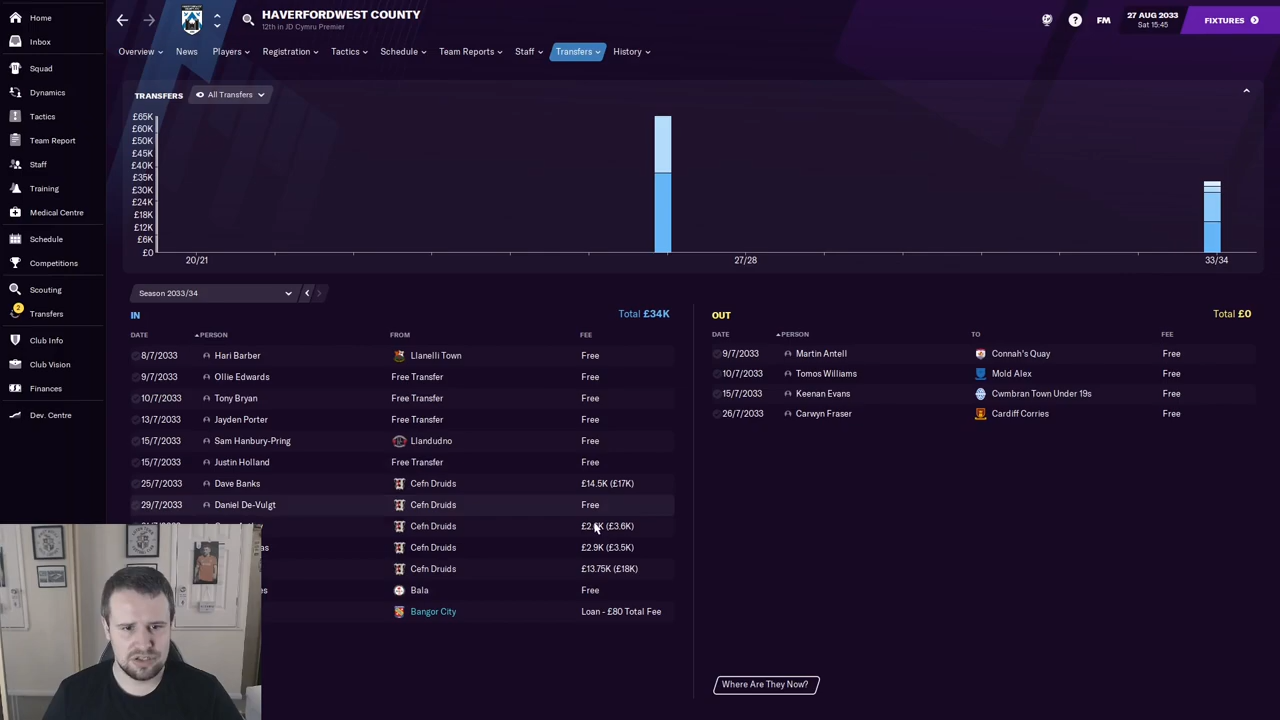 Home
Inbox
Squad
Dynamics
Tactics
Team Report
Staff
Training
Medical Centre
Schedule
Competitions
Scouting
2
Transfers
Club Info
Club Vision
Finances
Dev. Centre
HAVERFORDWEST COUNTY
12th in JD Cymru Premier
? FM 27 AUG 2033
Sat 15:45
FIXTURES
Overview News Players Registration Tactics Schedule Team Reports Staff Transfers History
TRANSFERS All Transfers
£65K
£60K
£50K
£45K
£40K
£35K
£30K
£24K
£18K
£12K
£6K
£0
20/21 27/28 33/34
Season 2033/34
IN Total £34K
DATE PERSON FROM FEE
8/7/2033 Hari Barber Llanelli Town Free
9/7/2033 Ollie Edwards Free Transfer Free
10/7/2033 Tony Bryan Free Transfer Free
13/7/2033 Jayden Porter Free Transfer Free
15/7/2033 Sam Hanbury-Pring Llandudno Free
15/7/2033 Justin Holland Free Transfer Free
25/7/2033 Dave Banks Cefn Druids £14.5K (£17K)
29/7/2033 Daniel De-Vulgt Cefn Druids Free
Cefn Druids (£3.6K)
Cefn Druids £2.9K (£3.5K)
Cefn Druids £13.75K (£18K)
Bala Free
Bangor City Loan - £80 Total Fee
OUT Total £0
DATE PERSON TO FEE
9/7/2033 Martin Antell Connah's Quay Free
10/7/2033 Tomos Williams Mold Alex Free
15/7/2033 Keenan Evans Cwmbran Town Under 19s Free
26/7/2033 Carwyn Fraser Cardiff Corries Free
Where Are They Now?